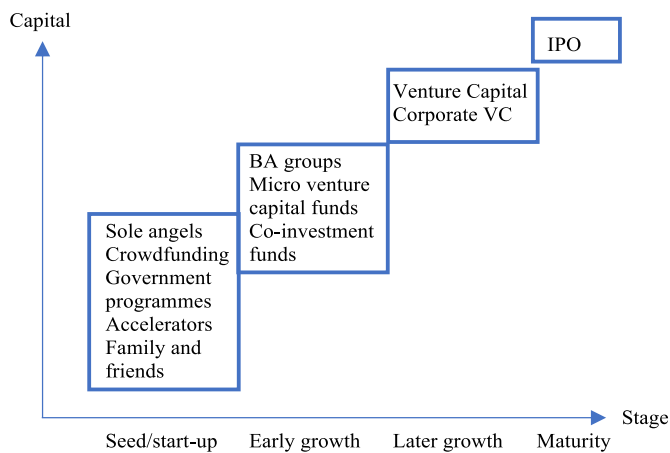 Capital
IPO
Venture Capital
Corporate VC
BA groups
Micro venture
capital funds
Co-investment
funds
Sole angels
Crowdfunding
Government
programmes
Accelerators
Family and
friends
Stage
Seed/start-up
Early growth
Later growth
Maturity